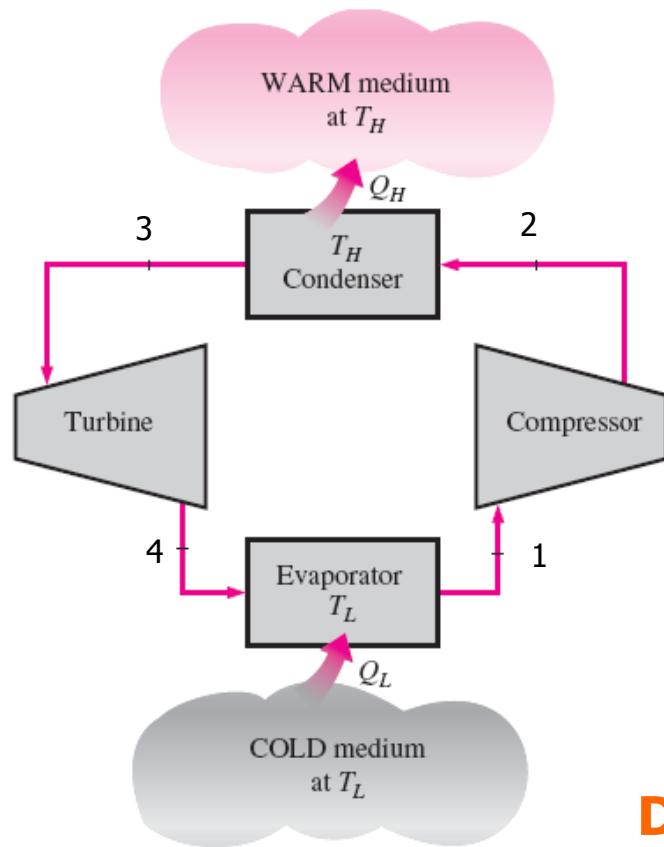 WARM medium
at T_H
Q_H
3
2
T_H
Condenser
Turbine
Compressor
4
1
Evaporator
T_L
Q_L
COLD medium
at T_L
D